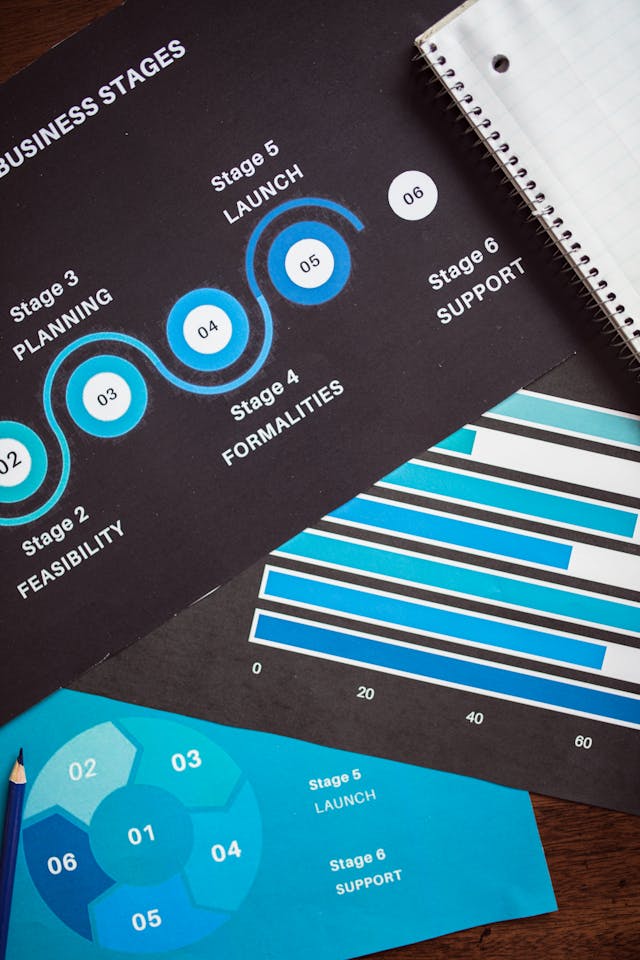 BUSINESS STAGES
Stage 5
LAUNCH
06
05
Stage 6
SUPPORT
Stage 3
PLANNING
04
03
Stage 4
FORMALITIES
02
Stage 2
FEASIBILITY
0
20
40
60
02
03
01
04
06
05
Stage 5
LAUNCH
Stage 6
SUPPORT